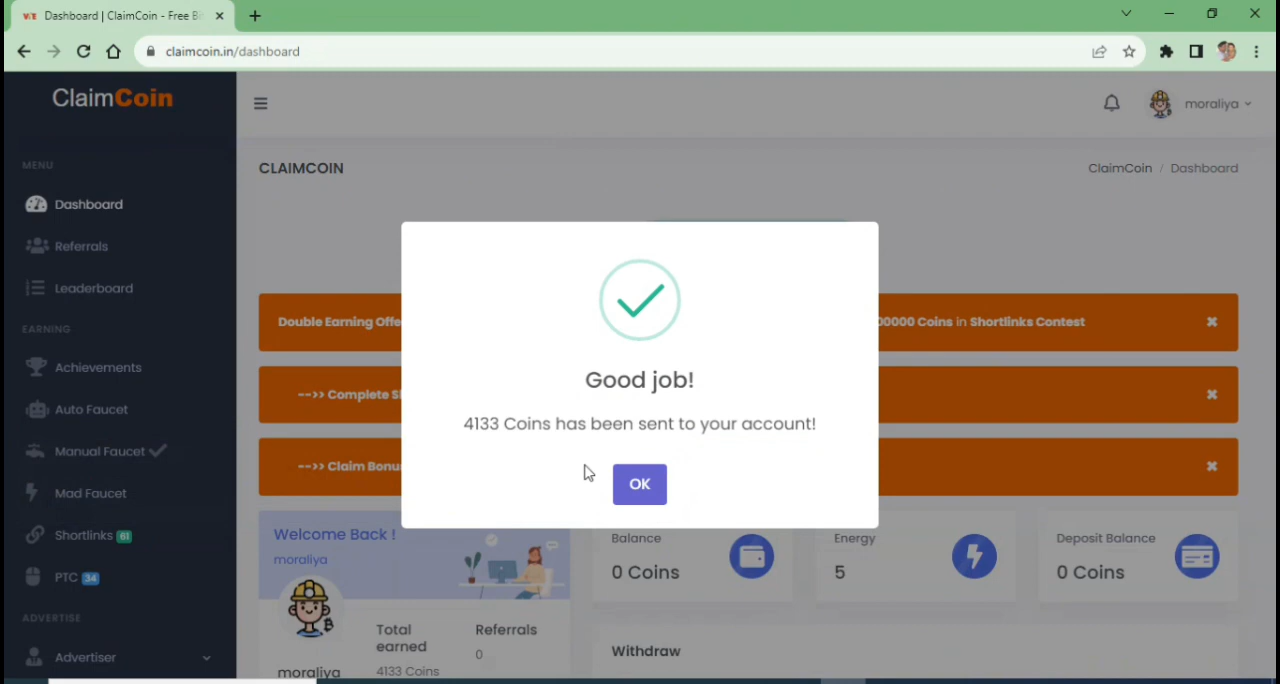 Dashboard | ClaimCoin - Free Bi
claimcoin.in/dashboard
ClaimCoin
moraliya
MENU
Dashboard
Referrals
Leaderboard
EARNING
Achievements
Auto Faucet
Manual Faucet
Mad Faucet
Shortlinks 61
PTC 34
ADVERTISE
Advertiser
CLAIMCOIN
ClaimCoin / Dashboard
Double Earning Offe
00000 Coins in Shortlinks Contest
-->> Complete S
-->> Claim Bonu
Good job!
4133 Coins has been sent to your account!
OK
Welcome Back !
moraliya
moraliya
Total earned
4133 Coins
Referrals
0
Balance
0 Coins
Energy
5
Deposit Balance
0 Coins
Withdraw